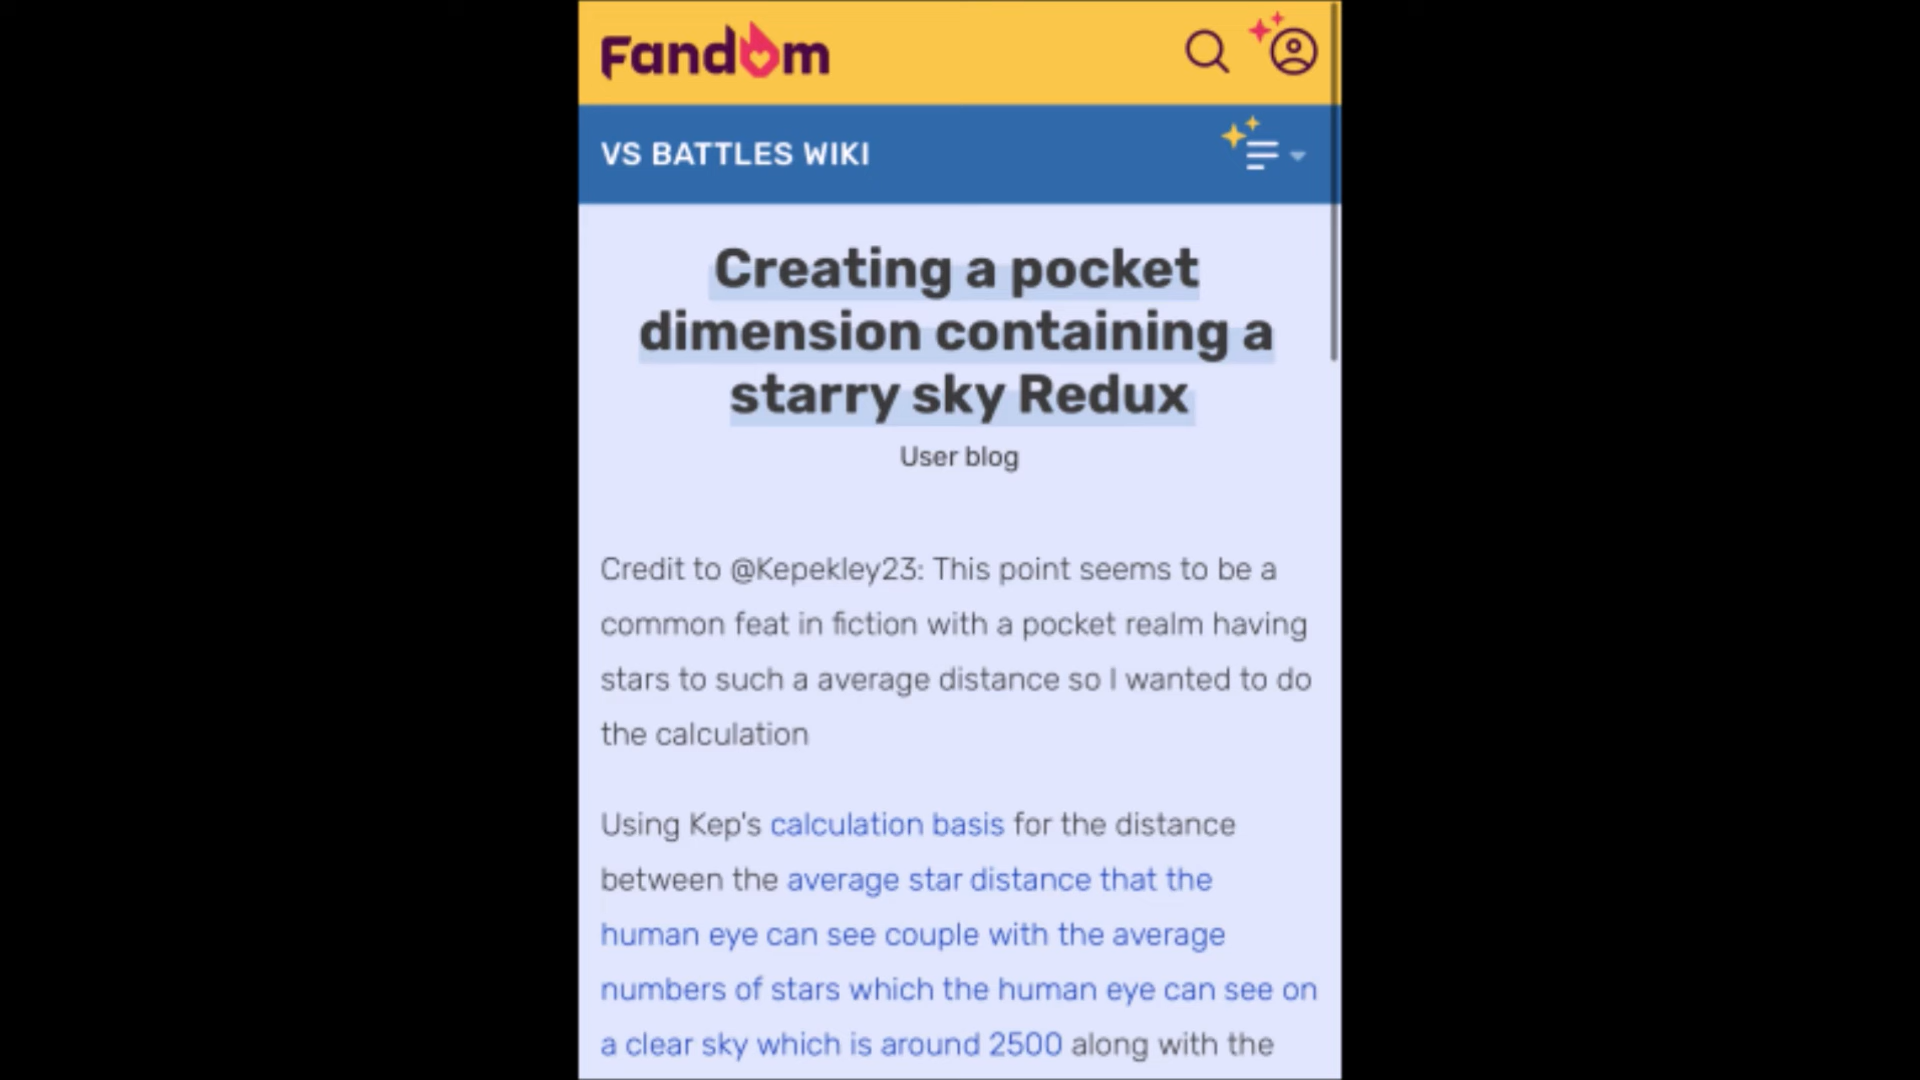 Fandom
VS BATTLES WIKI
Creating a pocket
dimension containing a
starry sky Redux
User blog
Credit to @Kepekley23: This point seems to be a
common feat in fiction with a pocket realm having
stars to such a average distance so I wanted to do
the calculation
Using Kep's calculation basis for the distance
between the average star distance that the
human eye can see couple with the average
numbers of stars which the human eye can see on
a clear sky which is around 2500 along with the